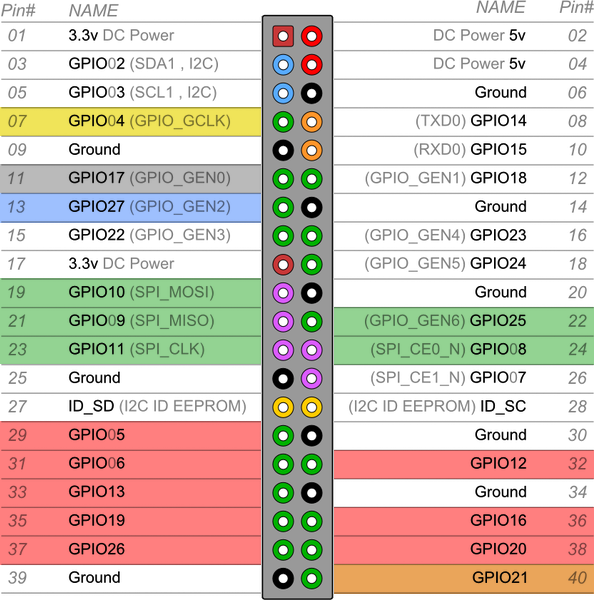 Pin# NAME NAME Pin#
01 3.3v DC Power DC Power 5v 02
03 GPIO02 (SDA1 , I2C) DC Power 5v 04
05 GPIO03 (SCL1 , I2C) Ground 06
07 GPIO04 (GPIO_GCLK) (TXD0) GPIO14 08
09 Ground (RXD0) GPIO15 10
11 GPIO17 (GPIO_GEN0) (GPIO_GEN1) GPIO18 12
13 GPIO27 (GPIO_GEN2) Ground 14
15 GPIO22 (GPIO_GEN3) (GPIO_GEN4) GPIO23 16
17 3.3v DC Power (GPIO_GEN5) GPIO24 18
19 GPIO10 (SPI_MOSI) Ground 20
21 GPIO09 (SPI_MISO) (GPIO_GEN6) GPIO25 22
23 GPIO11 (SPI_CLK) (SPI_CE0_N) GPIO08 24
25 Ground (SPI_CE1_N) GPIO07 26
27 ID_SD (I2C ID EEPROM) (I2C ID EEPROM) ID_SC 28
29 GPIO05 Ground 30
31 GPIO06 GPIO12 32
33 GPIO13 Ground 34
35 GPIO19 GPIO16 36
37 GPIO26 GPIO20 38
39 Ground GPIO21 40